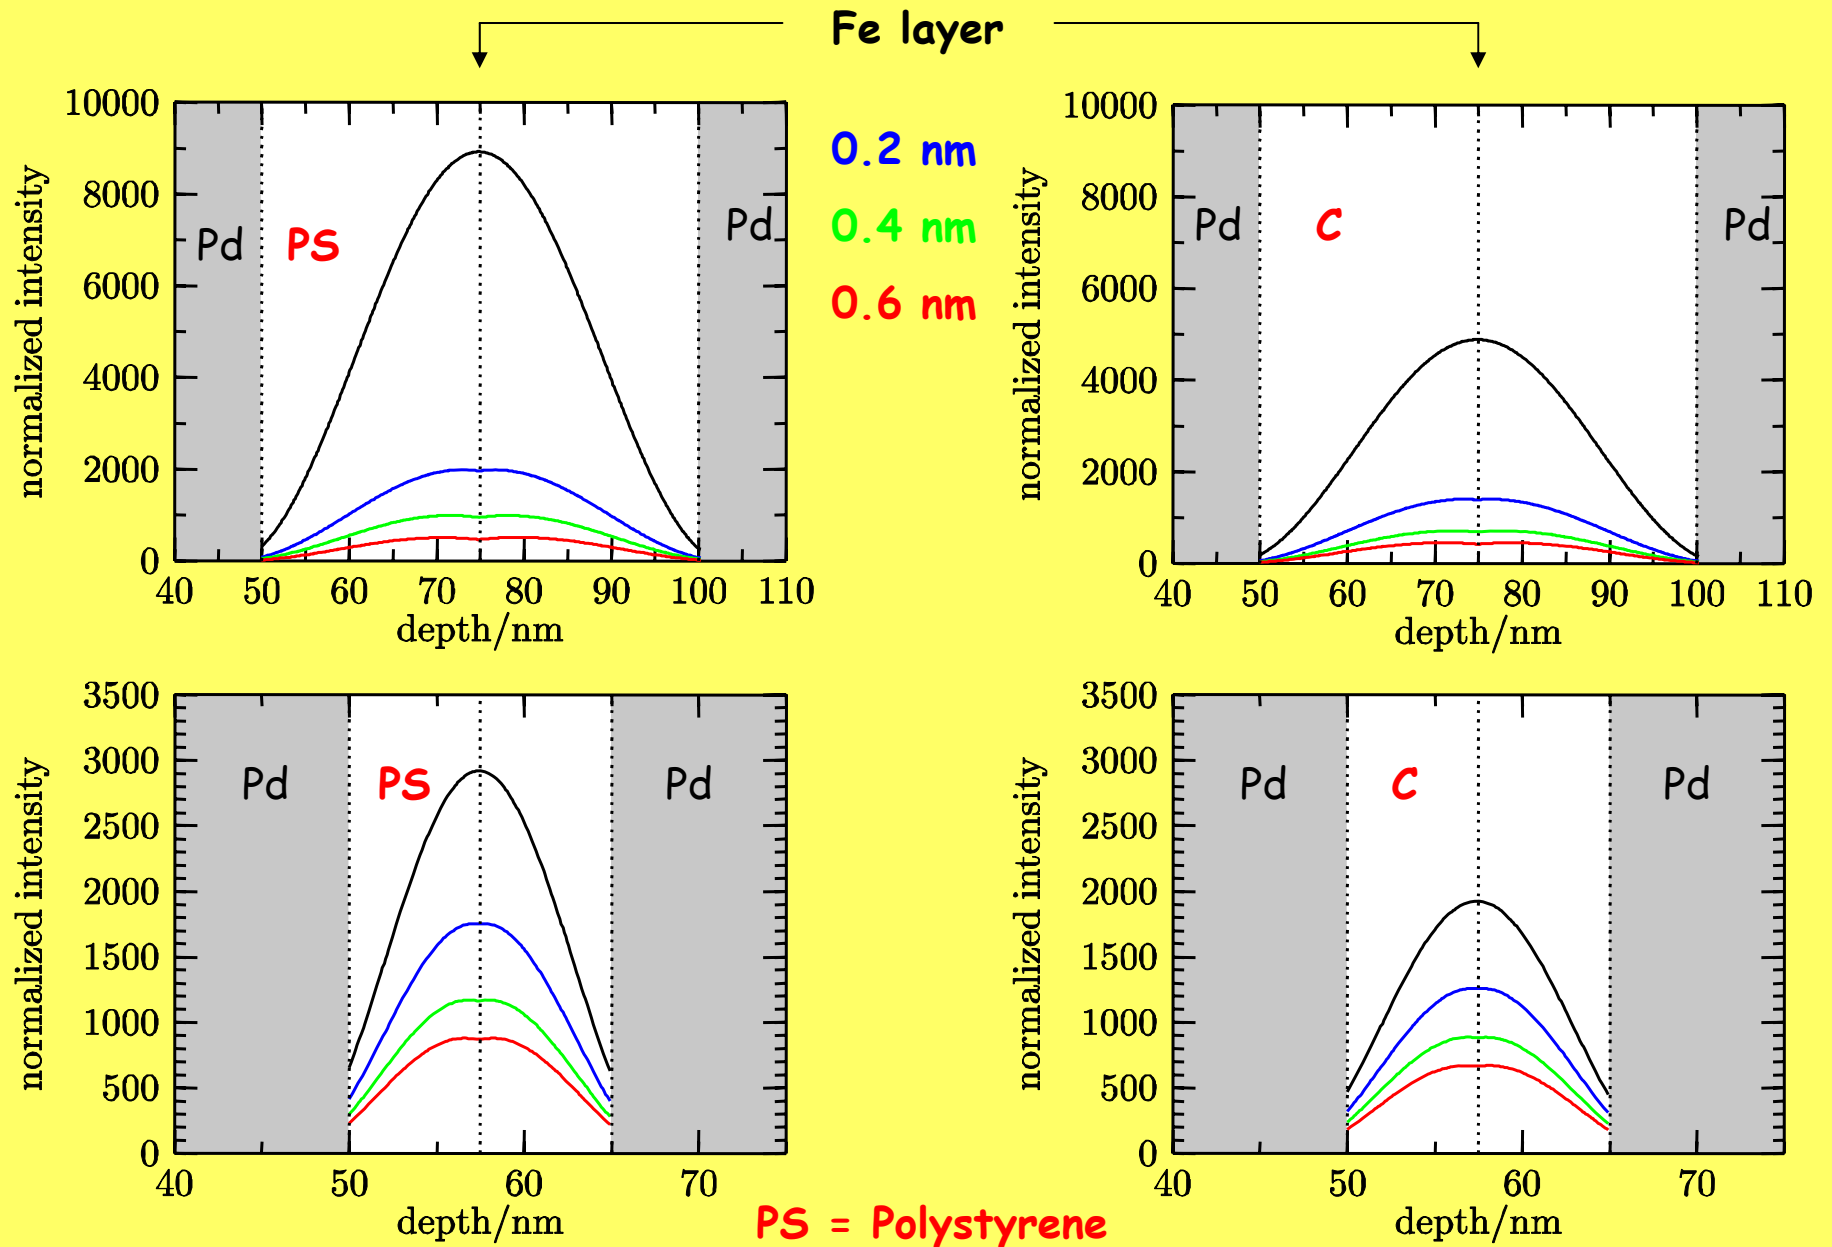 Fe layer
10000
8000
6000
4000
2000
0
normalized intensity
Pd
PS
Pd
40 50 60 70 80 90 100 110
depth/nm
0.2 nm
0.4 nm
0.6 nm
10000
8000
6000
4000
2000
0
normalized intensity
Pd
C
Pd
40 50 60 70 80 90 100 110
depth/nm
3500
3000
2500
2000
1500
1000
500
0
normalized intensity
Pd
PS
Pd
40 50 60 70
depth/nm
3500
3000
2500
2000
1500
1000
500
0
normalized intensity
Pd
C
Pd
40 50 60 70
depth/nm
PS = Polystyrene